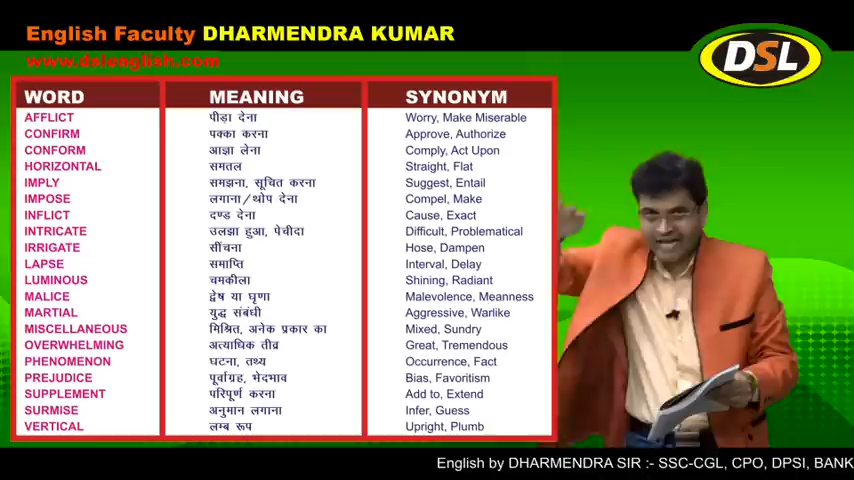 English Faculty DHARMENDRA KUMAR
www.dslenglish.com
DSL
WORD MEANING SYNONYM
AFFLICT पीड़ा देना Worry, Make Miserable
CONFIRM पक्का करना Approve, Authorize
CONFORM आज्ञा लेना Comply, Act Upon
HORIZONTAL समतल Straight, Flat
IMPLY समझना, सूचित करना Suggest, Entail
IMPOSE लगाना/थोप देना Compel, Make
INFLICT दण्ड देना Cause, Exact
INTRICATE उलझा हुआ, पेचीदा Difficult, Problematical
IRRIGATE सींचना Hose, Dampen
LAPSE समाप्ति Interval, Delay
LUMINOUS चमकीला Shining, Radiant
MALICE द्वेष या घृणा Malevolence, Meanness
MARTIAL युद्ध संबंधी Aggressive, Warlike
MISCELLANEOUS मिश्रित, अनेक प्रकार का Mixed, Sundry
OVERWHELMING अत्याधिक तीव्र Great, Tremendous
PHENOMENON घटना, तथ्य Occurrence, Fact
PREJUDICE पूर्वाग्रह, भेदभाव Bias, Favoritism
SUPPLEMENT परिपूर्ण करना Add to, Extend
SURMISE अनुमान लगाना Infer, Guess
VERTICAL लम्ब रूप Upright, Plumb
English by DHARMENDRA SIR :- SSC-CGL, CPO, DPSI, BANK